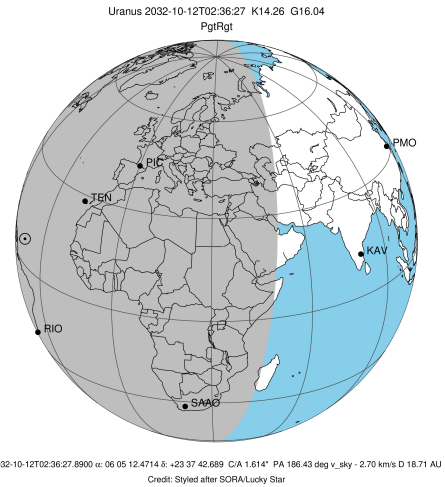 Uranus 2032-10-12T02:36:27 K14.26 G16.04
PgtRgt
PMO
PIC
TEN
KAV
RIO
SAAO
32-10-12T02:36:27.8900 α: 06 05 12.4714 δ: +23 37 42.689 C/A 1.614" PA 186.43 deg v_sky - 2.70 km/s D 18.71 AU
Credit: Styled after SORA/Lucky Star